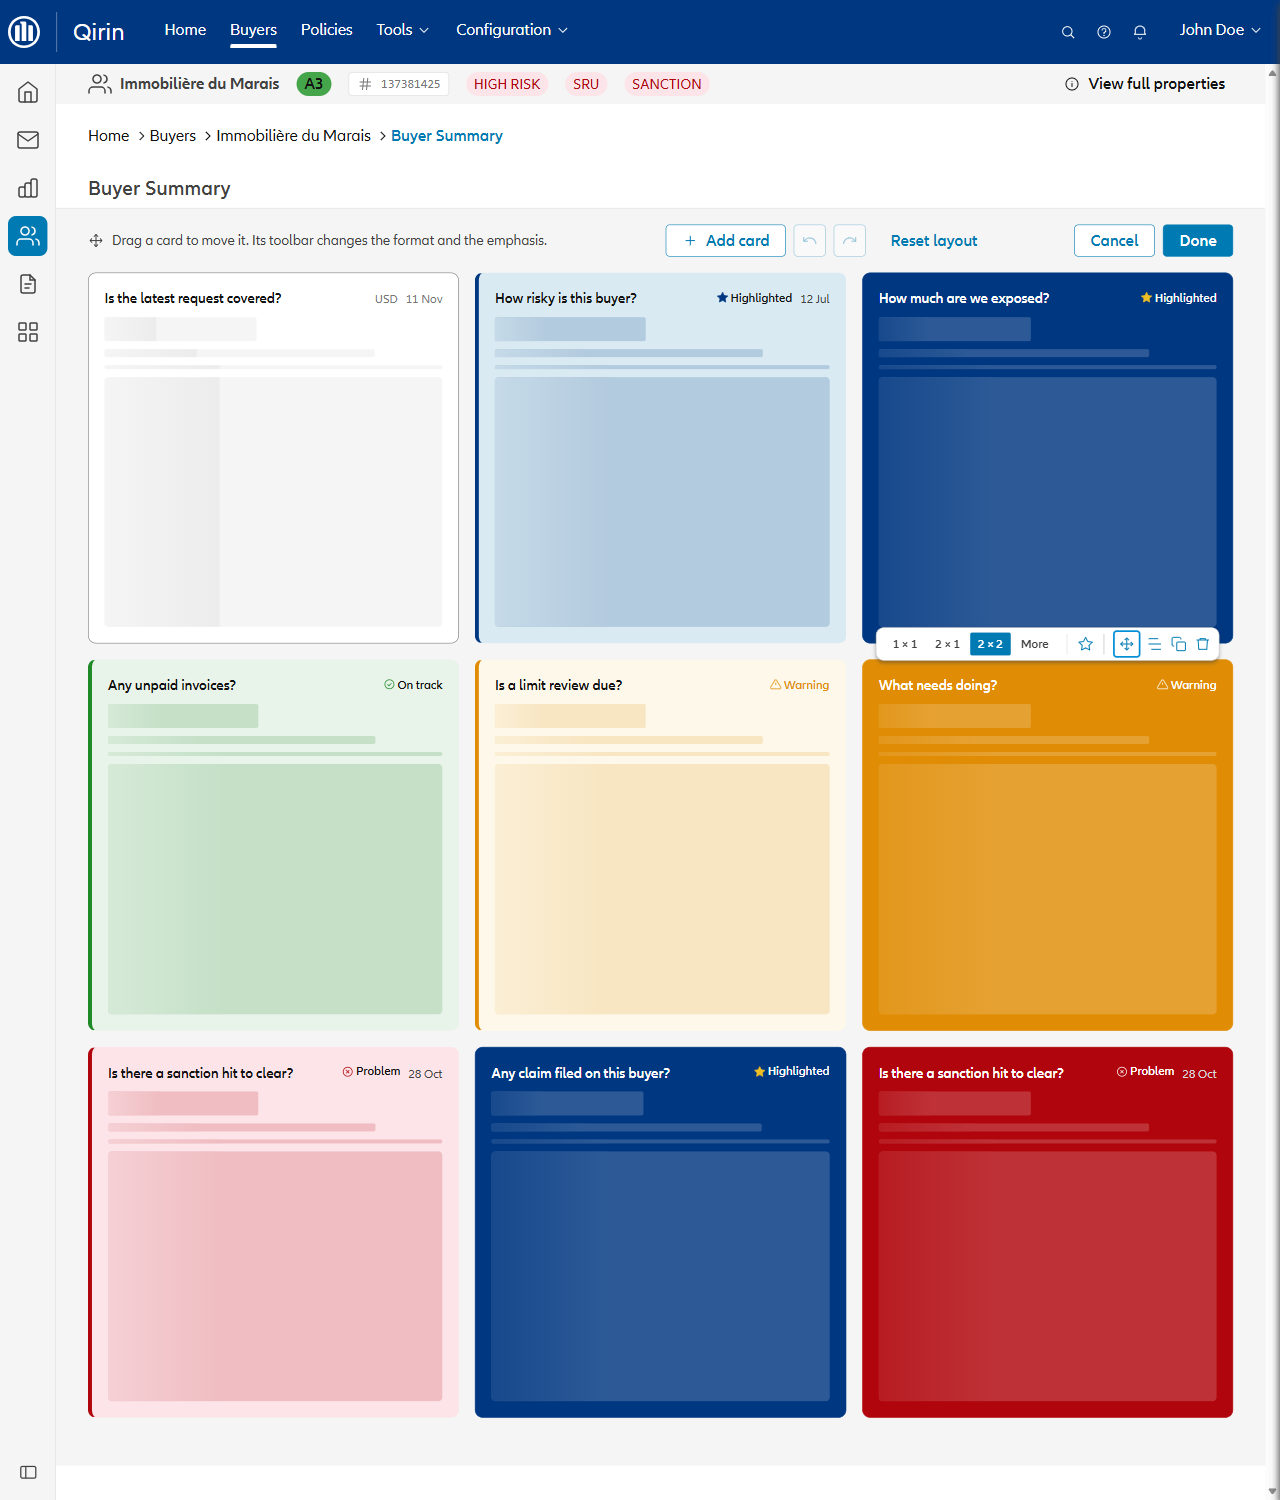 Qirin Home Buyers Policies Tools Configuration John Doe
Immobilière du Marais A3 # 137381425 HIGH RISK SRU SANCTION View full properties
Home > Buyers > Immobilière du Marais > Buyer Summary
Buyer Summary
Drag a card to move it. Its toolbar changes the format and the emphasis. + Add card Reset layout Cancel Done
Is the latest request covered? USD 11 Nov
How risky is this buyer? Highlighted 12 Jul
How much are we exposed? Highlighted
1 × 1 2 × 1 2 × 2 More
Any unpaid invoices? On track
Is a limit review due? Warning
What needs doing? Warning
Is there a sanction hit to clear? Problem 28 Oct
Any claim filed on this buyer? Highlighted
Is there a sanction hit to clear? Problem 28 Oct